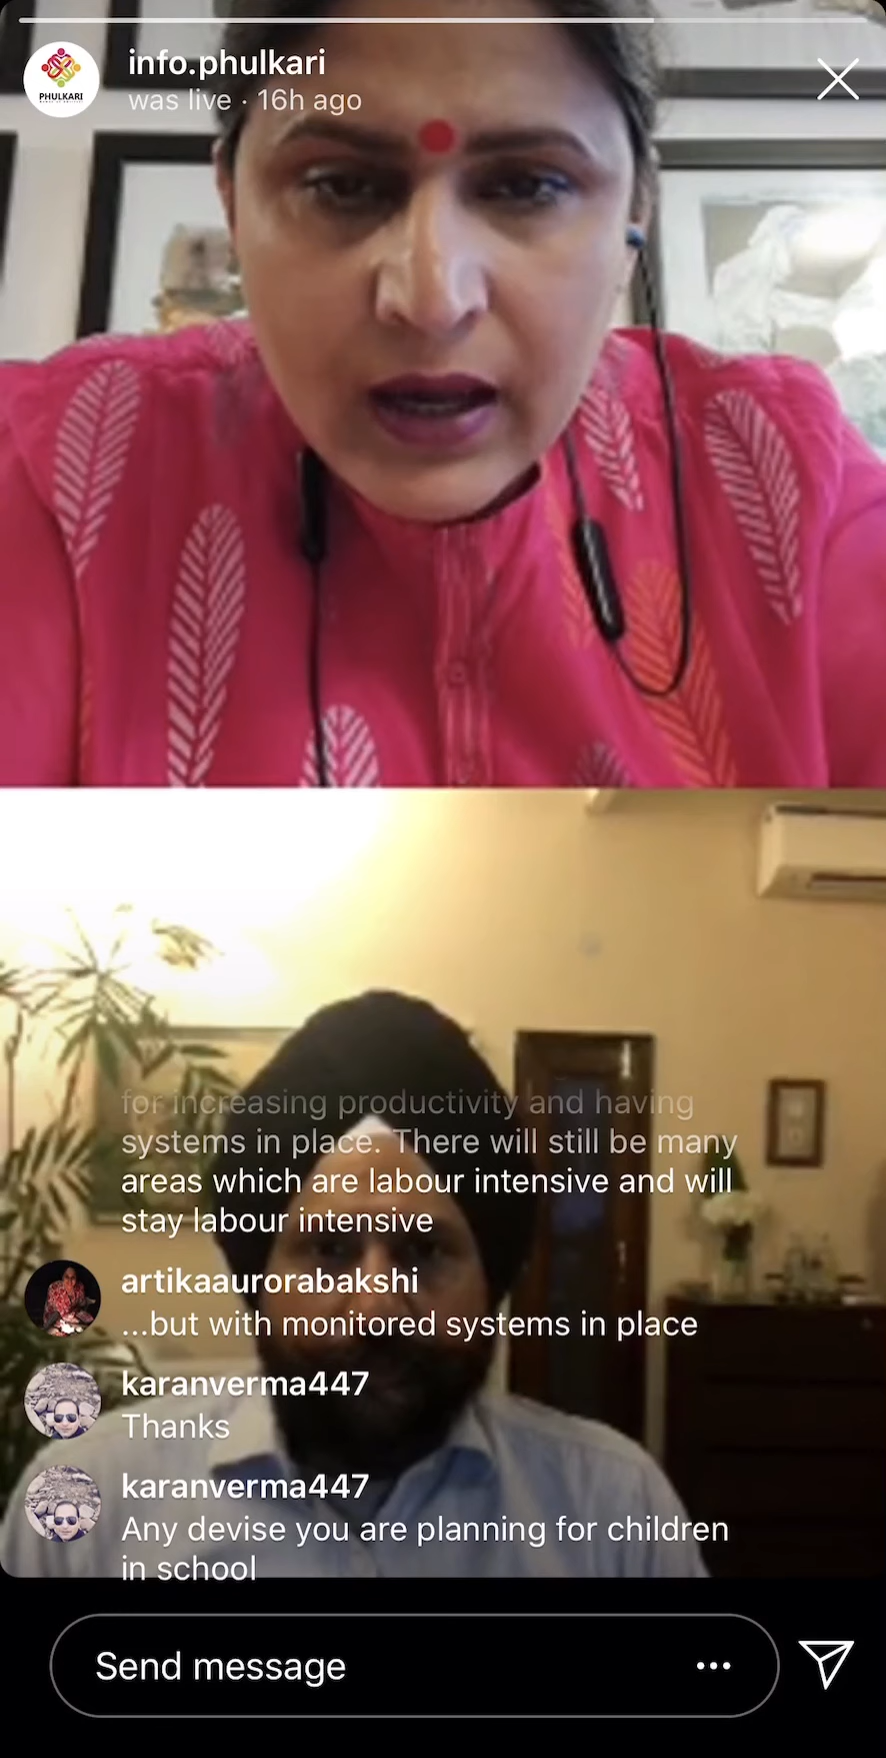 info.phulkari
was live · 16h ago
PHULKARI
for increasing productivity and having
systems in place. There will still be many
areas which are labour intensive and will
stay labour intensive
artikaaurorabakshi
...but with monitored systems in place
karanverma447
Thanks
karanverma447
Any devise you are planning for children
in school
Send message